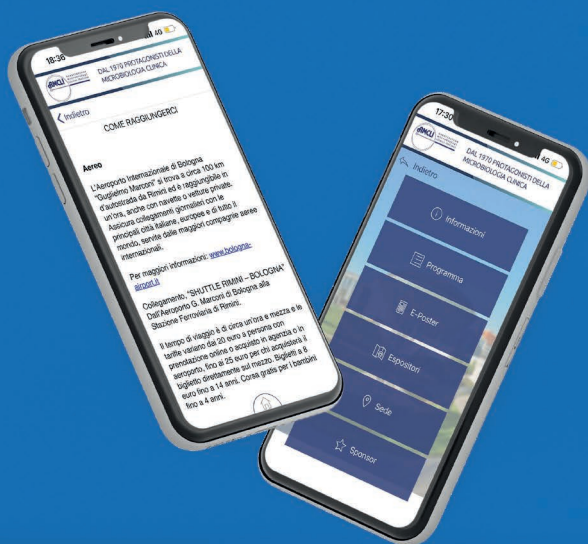 18:36
4G
AMCLI
DAL 1970 PROTAGONISTI DELLA
MICROBIOLOGIA CLINICA
Indietro
COME RAGGIUNGERCI
Aereo
L'Aeroporto Internazionale di Bologna
"Guglielmo Marconi" si trova a circa 100 km
d'autostrada da Rimini ed è raggiungibile in
un'ora, anche con navette o vetture private.
Assicura collegamenti giornalieri con le
principali città italiane, europee e di tutto il
mondo, servite dalle maggiori compagnie aeree
internazionali.
Per maggiori informazioni: www.bologna-
airport.it
Collegamento, "SHUTTLE RIMINI – BOLOGNA"
Dall'Aeroporto G. Marconi di Bologna alla
Stazione Ferroviaria di Rimini.
Il tempo di viaggio è di circa un'ora e mezza e le
tariffe variano dai 20 euro a persona con
prenotazione online o acquisto in agenzia o in
aeroporto, fino ai 25 euro per chi acquisterà il
biglietto direttamente sul mezzo. Biglietti a 8
euro fino a 14 anni. Corsa gratis per i bambini
fino a 4 anni.
17:30
4G
AMCLI
DAL 1970 PROTAGONISTI DELLA
MICROBIOLOGIA CLINICA
Indietro
Informazioni
Programma
E-Poster
Espositori
Sede
Sponsor